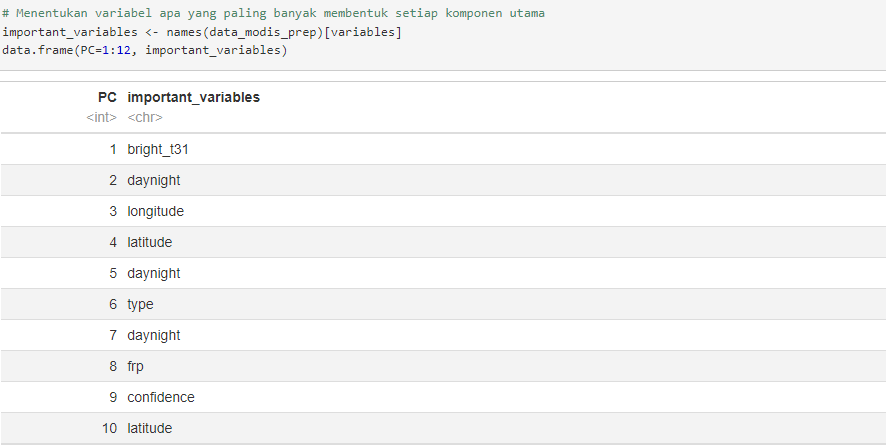 # Menentukan variabel apa yang paling banyak membentuk setiap komponen utama
important_variables <- names(data_modis_prep)[variables]
data.frame(PC=1:12, important_variables)
PC important_variables
<int> <chr>
1 bright_t31
2 daynight
3 longitude
4 latitude
5 daynight
6 type
7 daynight
8 frp
9 confidence
10 latitude